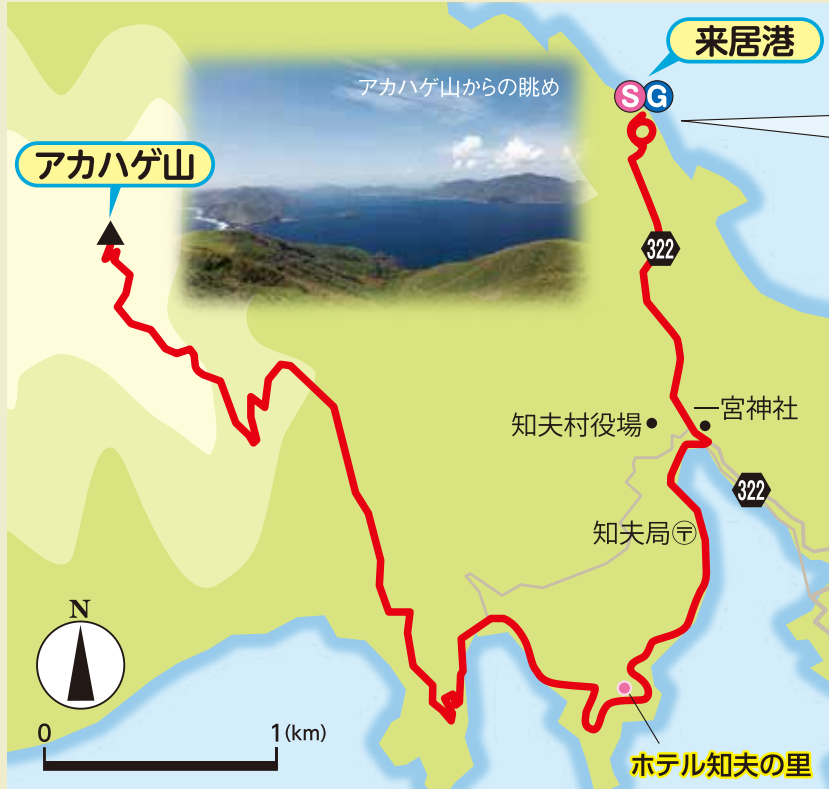 来居港
アカハゲ山からの眺め
S G
アカハゲ山
322
一宮神社
知夫村役場
322
知夫局〒
N
0 1(km)
ホテル知夫の里